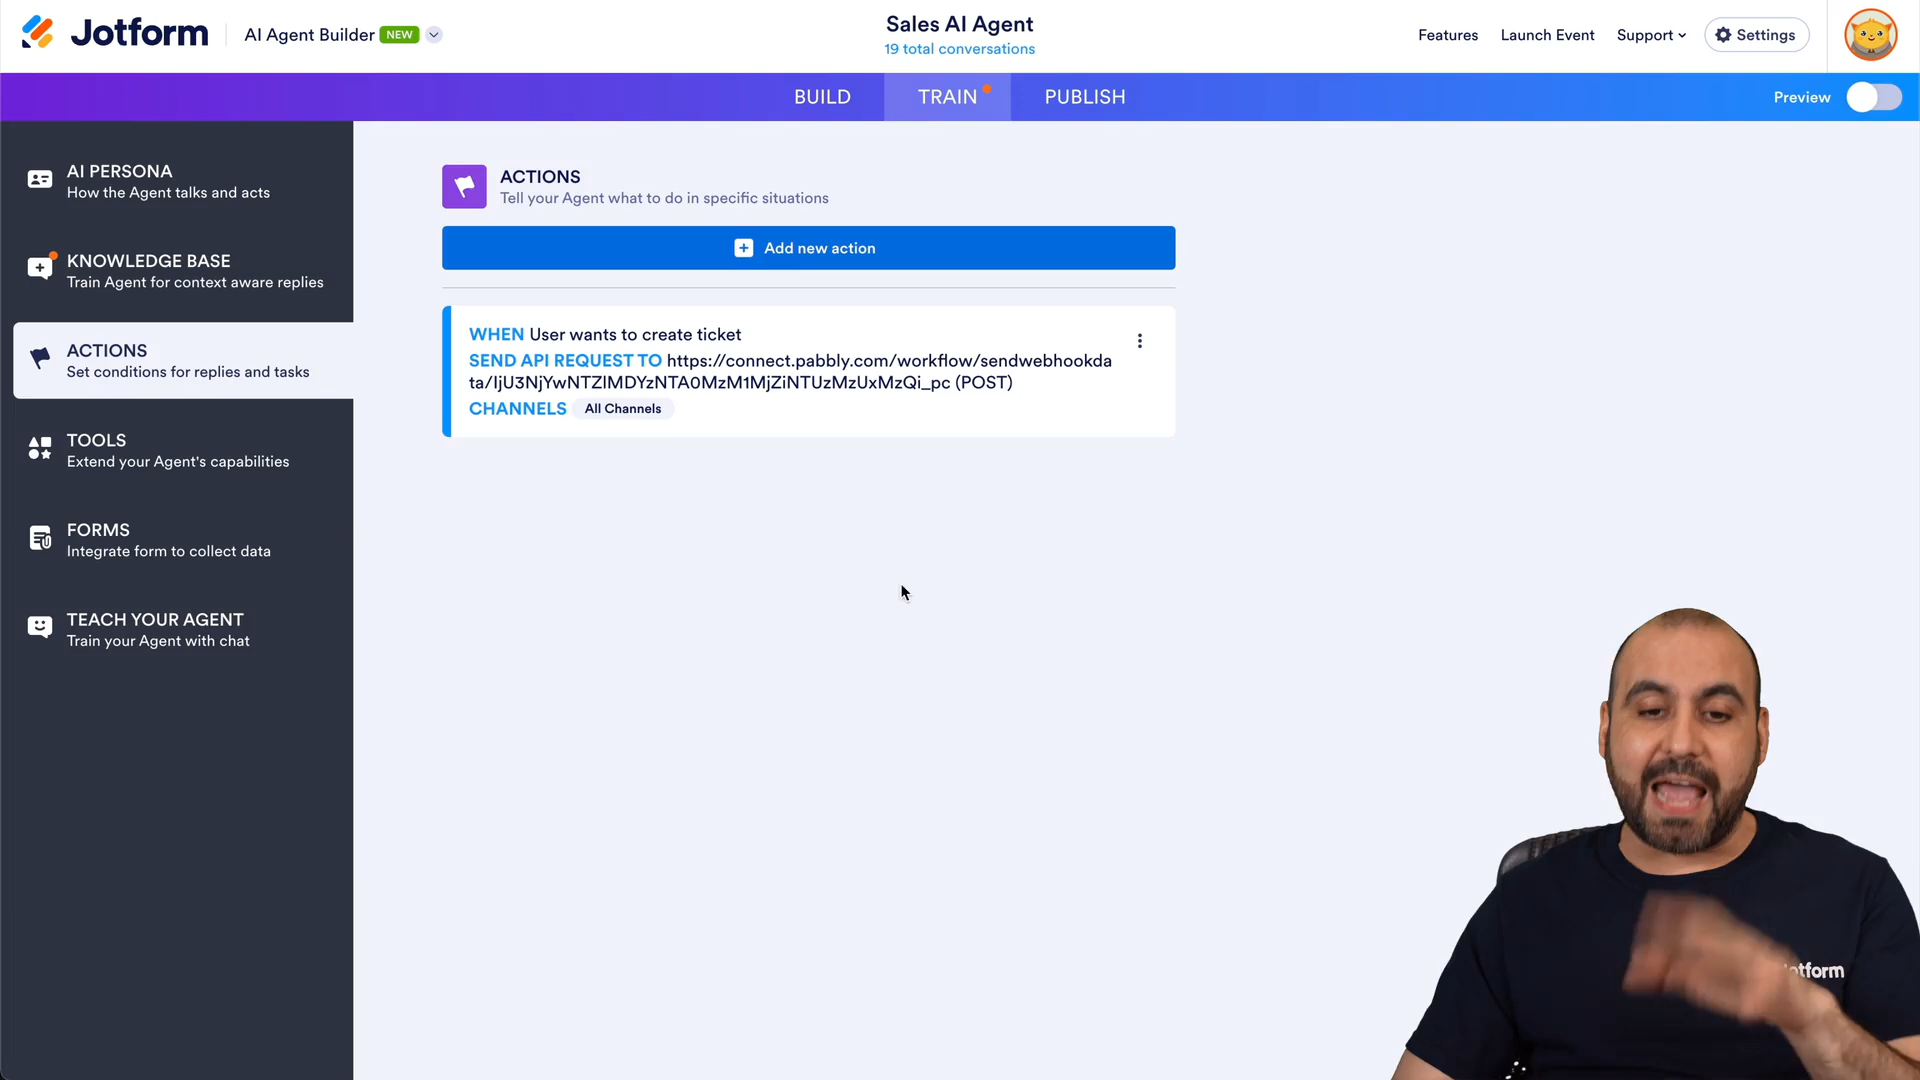 Jotform
AI Agent Builder NEW
Sales AI Agent
19 total conversations
Features
Launch Event
Support
Settings
BUILD
TRAIN
PUBLISH
Preview
AI PERSONA
How the Agent talks and acts
KNOWLEDGE BASE
Train Agent for context aware replies
ACTIONS
Set conditions for replies and tasks
TOOLS
Extend your Agent's capabilities
FORMS
Integrate form to collect data
TEACH YOUR AGENT
Train your Agent with chat
ACTIONS
Tell your Agent what to do in specific situations
Add new action
WHEN User wants to create ticket
SEND API REQUEST TO https://connect.pabbly.com/workflow/sendwebhookda
ta/IjU3NjYwNTZlMDYzNTA0MzM1MjZiNTUzMzUxMzQi_pc (POST)
CHANNELS All Channels